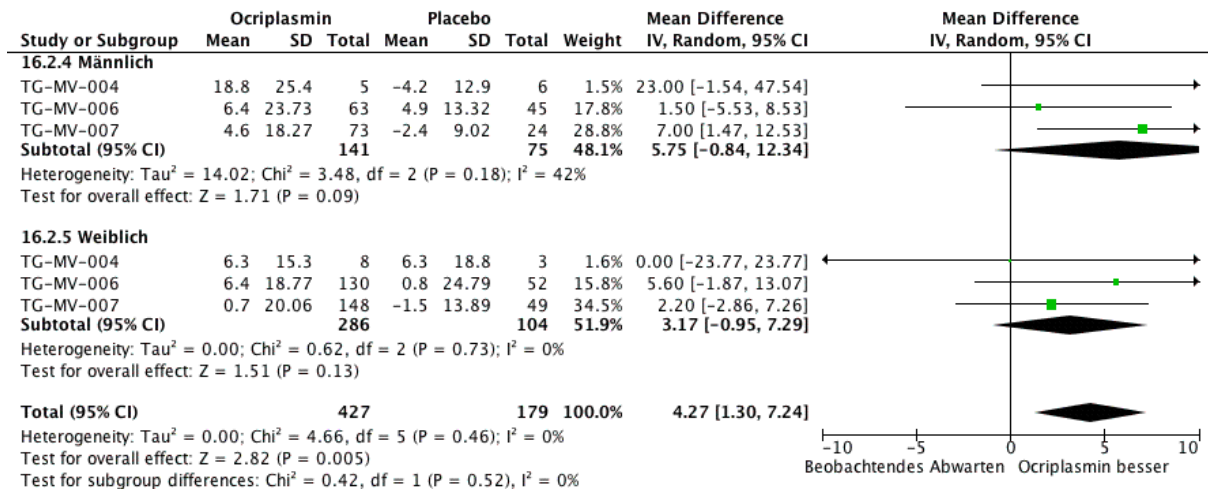 Ocriplasmin Placebo Mean Difference Mean Difference
Study or Subgroup Mean SD Total Mean SD Total Weight IV, Random, 95% CI IV, Random, 95% CI
16.2.4 Männlich
TG-MV-004 18.8 25.4 5 -4.2 12.9 6 1.5% 23.00 [-1.54, 47.54]
TG-MV-006 6.4 23.73 63 4.9 13.32 45 17.8% 1.50 [-5.53, 8.53]
TG-MV-007 4.6 18.27 73 -2.4 9.02 24 28.8% 7.00 [1.47, 12.53]
Subtotal (95% CI) 141 75 48.1% 5.75 [-0.84, 12.34]
Heterogeneity: Tau² = 14.02; Chi² = 3.48, df = 2 (P = 0.18); I² = 42%
Test for overall effect: Z = 1.71 (P = 0.09)
16.2.5 Weiblich
TG-MV-004 6.3 15.3 8 6.3 18.8 3 1.6% 0.00 [-23.77, 23.77]
TG-MV-006 6.4 18.77 130 0.8 24.79 52 15.8% 5.60 [-1.87, 13.07]
TG-MV-007 0.7 20.06 148 -1.5 13.89 49 34.5% 2.20 [-2.86, 7.26]
Subtotal (95% CI) 286 104 51.9% 3.17 [-0.95, 7.29]
Heterogeneity: Tau² = 0.00; Chi² = 0.62, df = 2 (P = 0.73); I² = 0%
Test for overall effect: Z = 1.51 (P = 0.13)
Total (95% CI) 427 179 100.0% 4.27 [1.30, 7.24]
Heterogeneity: Tau² = 0.00; Chi² = 4.66, df = 5 (P = 0.46); I² = 0%
Test for overall effect: Z = 2.82 (P = 0.005)
Test for subgroup differences: Chi² = 0.42, df = 1 (P = 0.52), I² = 0%
-10 -5 0 5 10
Beobachtendes Abwarten Ocriplasmin besser